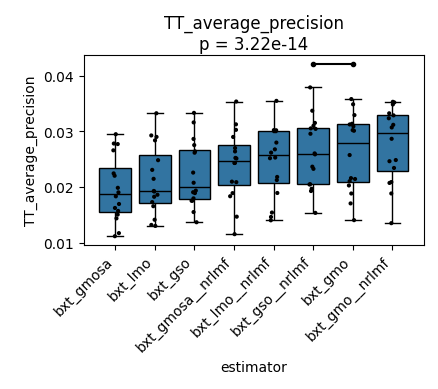 TT_average_precision
p = 3.22e-14
TT_average_precision
0.04
0.03
0.02
0.01
bxt_gmosa
bxt_lmo
bxt_gso
bxt_gmosa__nrlmf
bxt_lmo__nrlmf
bxt_gso__nrlmf
bxt_gmo
bxt_gmo__nrlmf
estimator